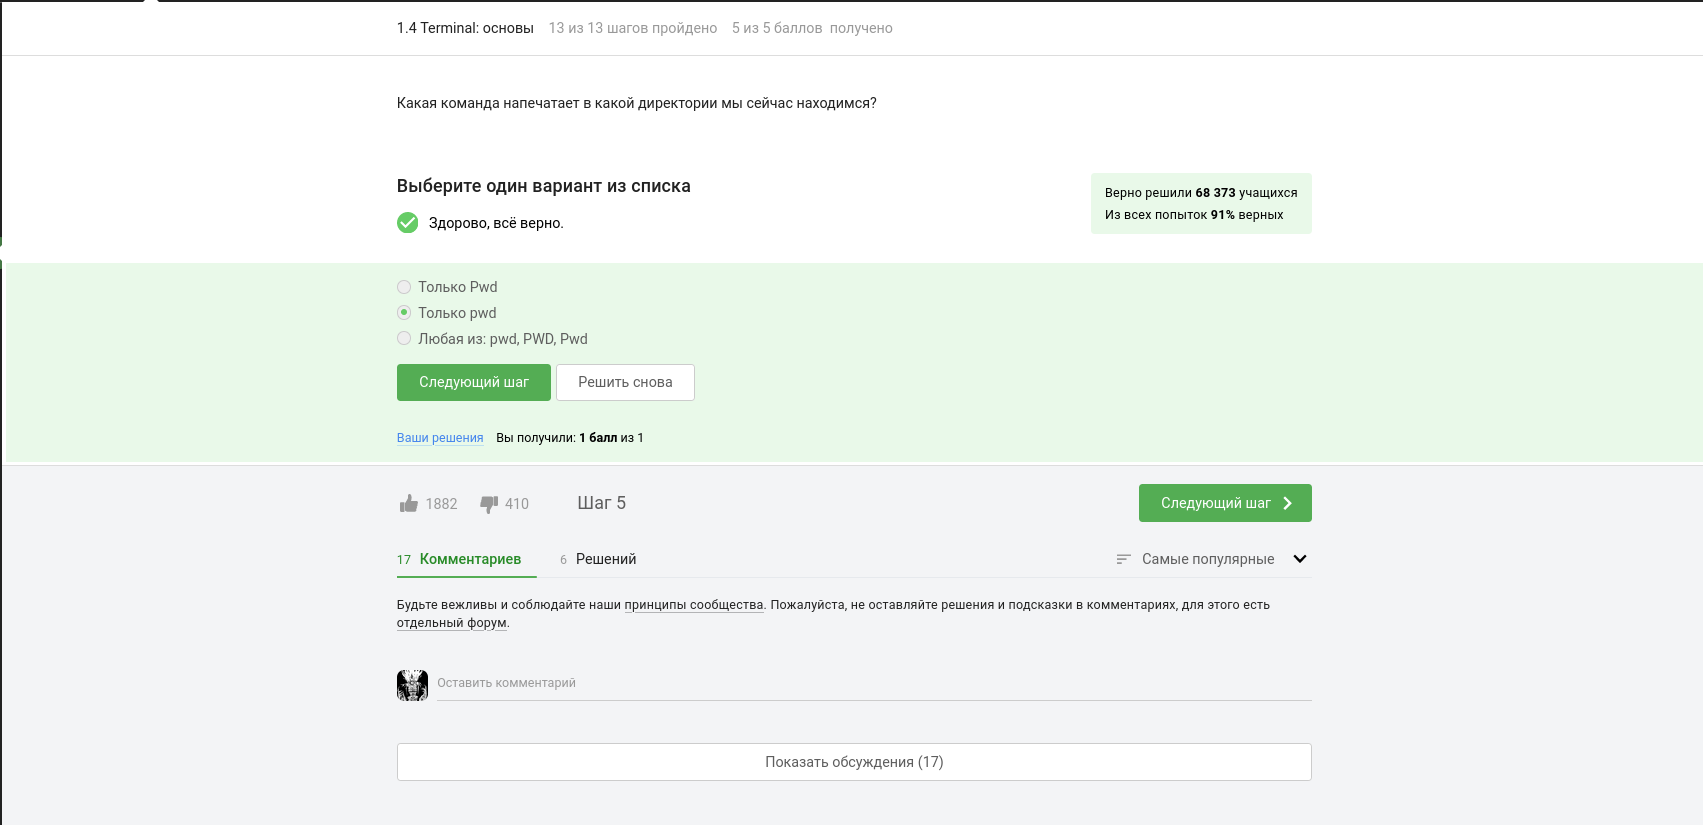 1.4 Terminal: основы 13 из 13 шагов пройдено 5 из 5 баллов получено
Какая команда напечатает в какой директории мы сейчас находимся?
Выберите один вариант из списка
Верно решили 68 373 учащихся
Из всех попыток 91% верных
Здорово, всё верно.
Только Pwd
Только pwd
Любая из: pwd, PWD, Pwd
Следующий шаг Решить снова
Ваши решения Вы получили: 1 балл из 1
1882 410 Шаг 5 Следующий шаг
17 Комментариев 6 Решений Самые популярные
Будьте вежливы и соблюдайте наши принципы сообщества. Пожалуйста, не оставляйте решения и подсказки в комментариях, для этого есть
отдельный форум.
Оставить комментарий
Показать обсуждения (17)